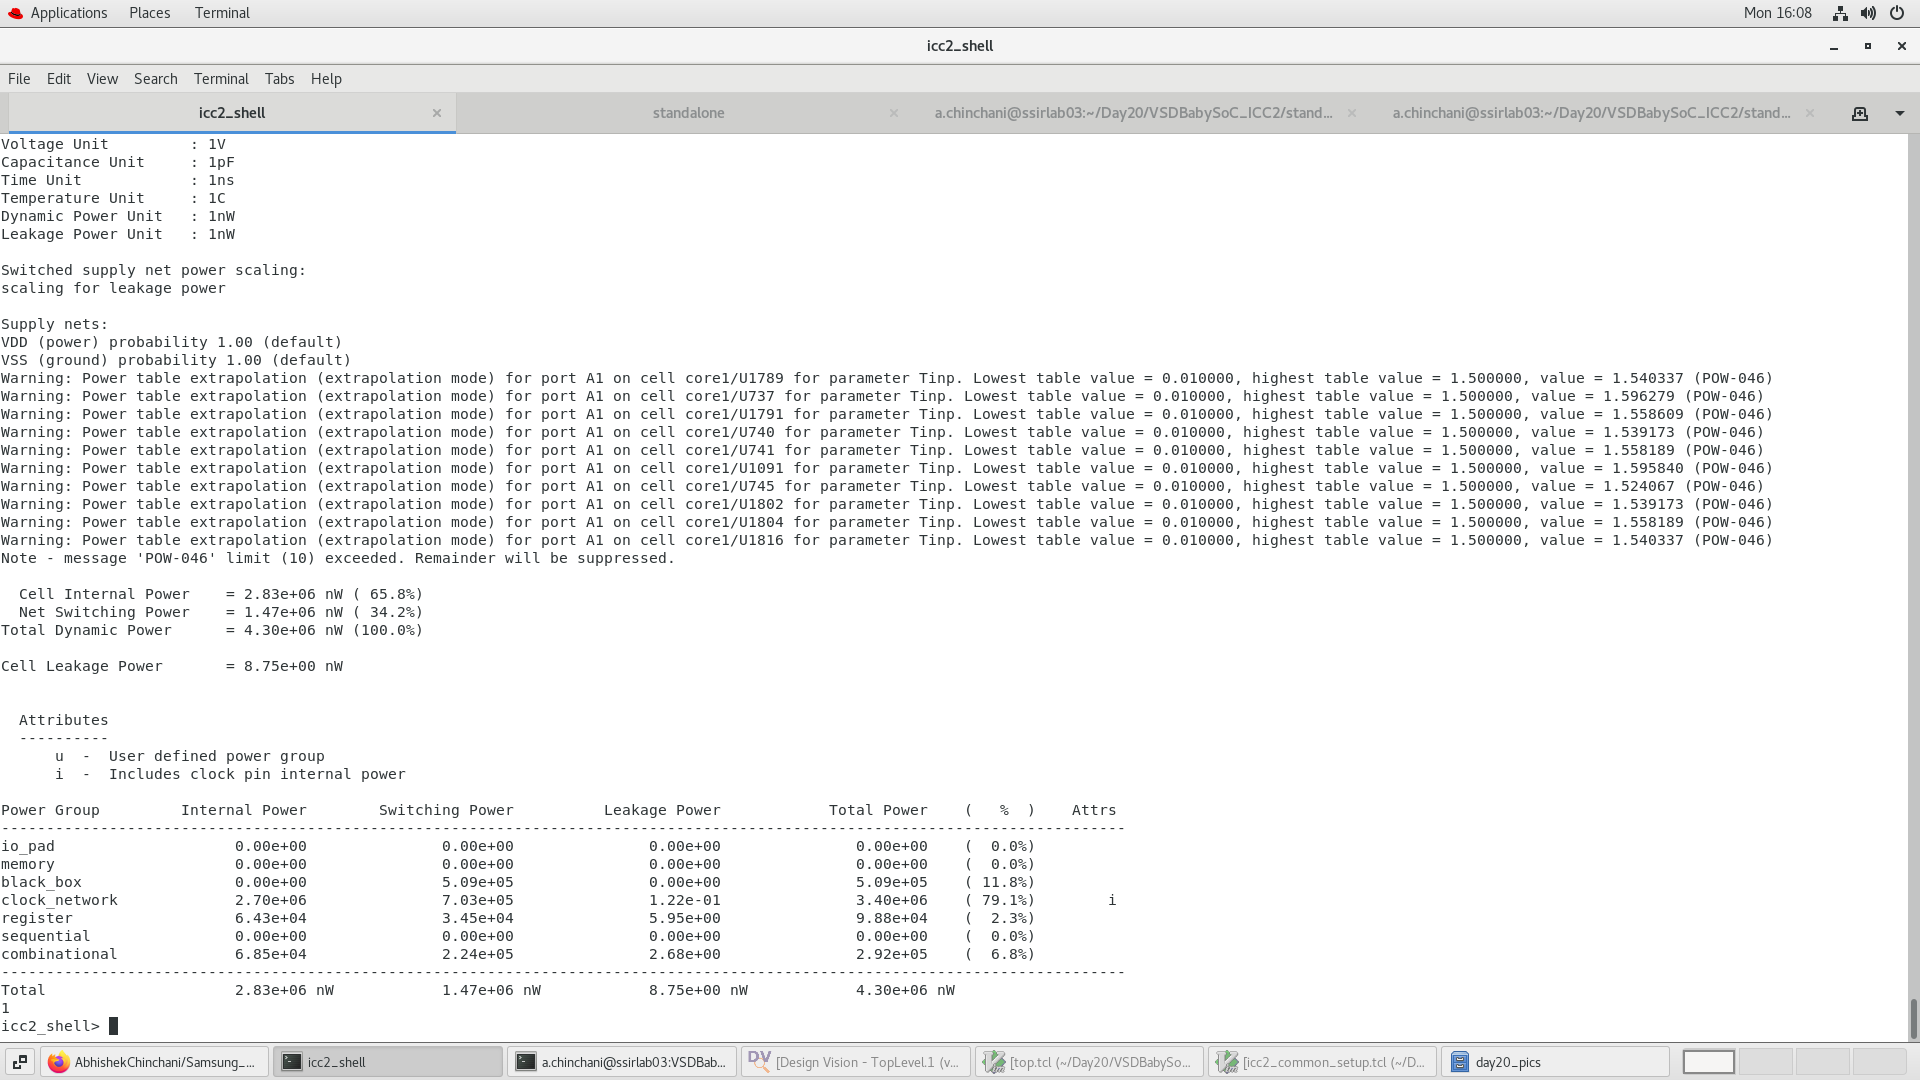 Applications Places Terminal Mon 16:08
icc2_shell
File Edit View Search Terminal Tabs Help
icc2_shell × standalone × a.chinchani@ssirlab03:~/Day20/VSDBabySoC_ICC2/stand... × a.chinchani@ssirlab03:~/Day20/VSDBabySoC_ICC2/stand... ×
Voltage Unit : 1V
Capacitance Unit : 1pF
Time Unit : 1ns
Temperature Unit : 1C
Dynamic Power Unit : 1nW
Leakage Power Unit : 1nW
Switched supply net power scaling:
scaling for leakage power
Supply nets:
VDD (power) probability 1.00 (default)
VSS (ground) probability 1.00 (default)
Warning: Power table extrapolation (extrapolation mode) for port A1 on cell core1/U1789 for parameter Tinp. Lowest table value = 0.010000, highest table value = 1.500000, value = 1.540337 (POW-046)
Warning: Power table extrapolation (extrapolation mode) for port A1 on cell core1/U737 for parameter Tinp. Lowest table value = 0.010000, highest table value = 1.500000, value = 1.596279 (POW-046)
Warning: Power table extrapolation (extrapolation mode) for port A1 on cell core1/U1791 for parameter Tinp. Lowest table value = 0.010000, highest table value = 1.500000, value = 1.558609 (POW-046)
Warning: Power table extrapolation (extrapolation mode) for port A1 on cell core1/U740 for parameter Tinp. Lowest table value = 0.010000, highest table value = 1.500000, value = 1.539173 (POW-046)
Warning: Power table extrapolation (extrapolation mode) for port A1 on cell core1/U741 for parameter Tinp. Lowest table value = 0.010000, highest table value = 1.500000, value = 1.558189 (POW-046)
Warning: Power table extrapolation (extrapolation mode) for port A1 on cell core1/U1091 for parameter Tinp. Lowest table value = 0.010000, highest table value = 1.500000, value = 1.595840 (POW-046)
Warning: Power table extrapolation (extrapolation mode) for port A1 on cell core1/U745 for parameter Tinp. Lowest table value = 0.010000, highest table value = 1.500000, value = 1.524067 (POW-046)
Warning: Power table extrapolation (extrapolation mode) for port A1 on cell core1/U1802 for parameter Tinp. Lowest table value = 0.010000, highest table value = 1.500000, value = 1.539173 (POW-046)
Warning: Power table extrapolation (extrapolation mode) for port A1 on cell core1/U1804 for parameter Tinp. Lowest table value = 0.010000, highest table value = 1.500000, value = 1.558189 (POW-046)
Warning: Power table extrapolation (extrapolation mode) for port A1 on cell core1/U1816 for parameter Tinp. Lowest table value = 0.010000, highest table value = 1.500000, value = 1.540337 (POW-046)
Note - message 'POW-046' limit (10) exceeded. Remainder will be suppressed.
Cell Internal Power = 2.83e+06 nW ( 65.8%)
Net Switching Power = 1.47e+06 nW ( 34.2%)
Total Dynamic Power = 4.30e+06 nW (100.0%)
Cell Leakage Power = 8.75e+00 nW
Attributes
----------
u - User defined power group
i - Includes clock pin internal power
Power Group Internal Power Switching Power Leakage Power Total Power ( % ) Attrs
-----------------------------------------------------------------------------------------------------------------------------
io_pad 0.00e+00 0.00e+00 0.00e+00 0.00e+00 ( 0.0%)
memory 0.00e+00 0.00e+00 0.00e+00 0.00e+00 ( 0.0%)
black_box 0.00e+00 5.09e+05 0.00e+00 5.09e+05 ( 11.8%)
clock_network 2.70e+06 7.03e+05 1.22e-01 3.40e+06 ( 79.1%) i
register 6.43e+04 3.45e+04 5.95e+00 9.88e+04 ( 2.3%)
sequential 0.00e+00 0.00e+00 0.00e+00 0.00e+00 ( 0.0%)
combinational 6.85e+04 2.24e+05 2.68e+00 2.92e+05 ( 6.8%)
-----------------------------------------------------------------------------------------------------------------------------
Total 2.83e+06 nW 1.47e+06 nW 8.75e+00 nW 4.30e+06 nW
1
icc2_shell>
AbhishekChinchani/Samsung_... icc2_shell a.chinchani@ssirlab03:VSDBab... DV [Design Vision - TopLevel.1 (v... [top.tcl (~/Day20/VSDBabySo... [icc2_common_setup.tcl (~/D... day20_pics